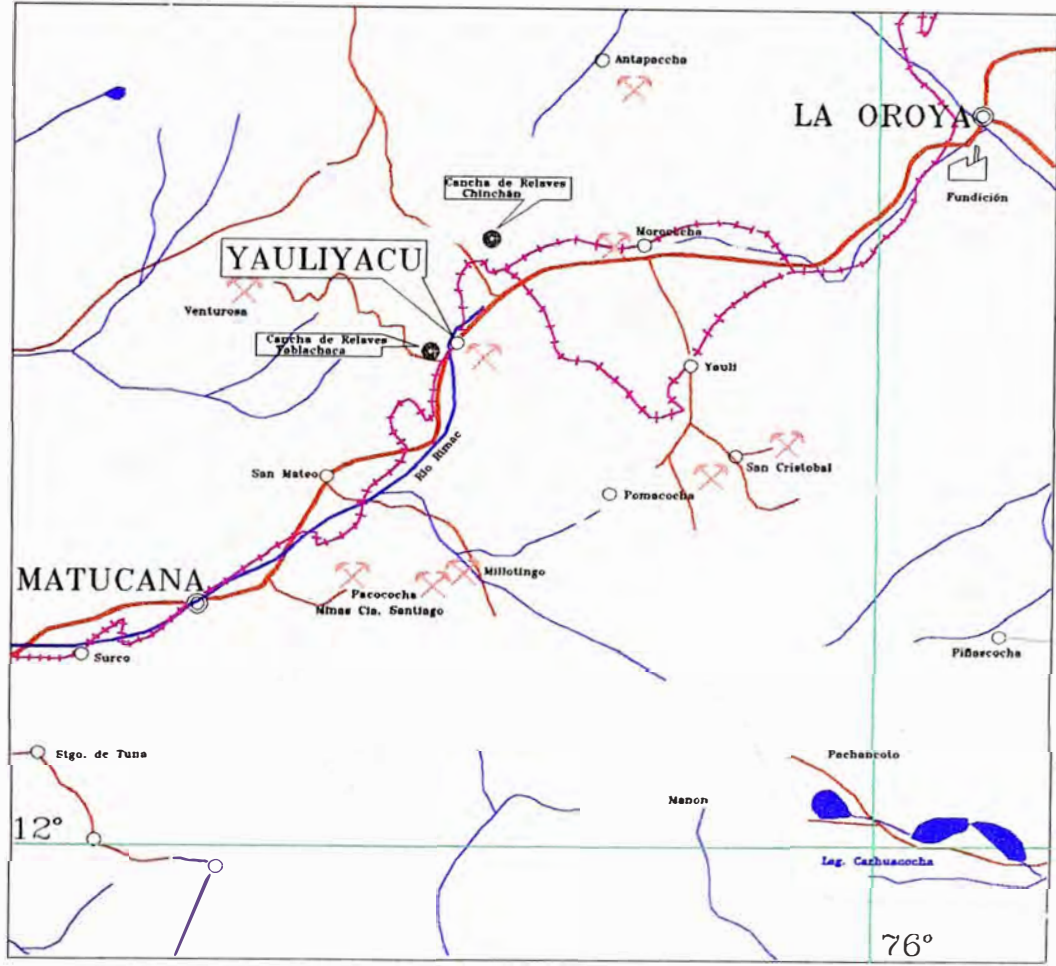 Antapaccha
LA OROYA
Fundición
Cancha de Relaves
Chinchán
Morococha
YAULIYACU
Venturosa
Cancha de Relaves
Tablachaca
Yauli
Rio Rimac
San Mateo
San Cristobal
Pomacocha
MATUCANA
Pacococha
Minas Cia. Santiago
Millotingo
Surco
Piñascocha
Stgo. de Tuna
Pachancoto
Manon
12°
Lag. Carhuacocha
76°